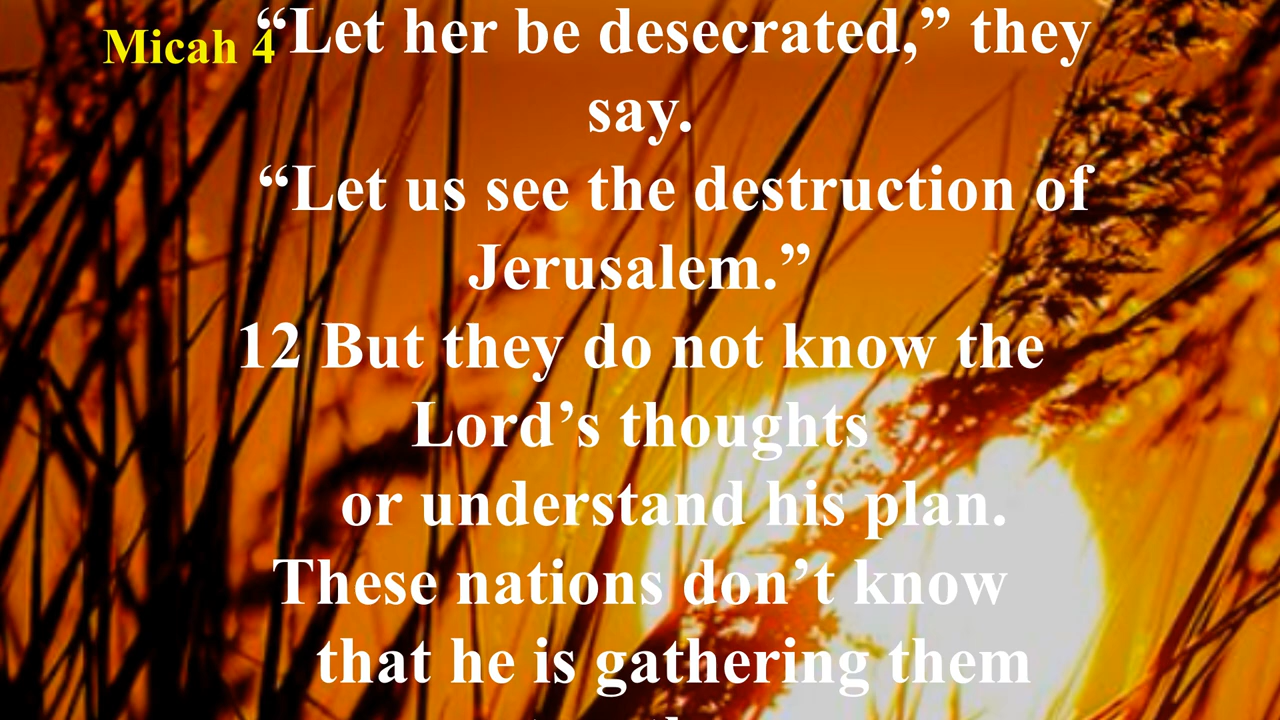 Micah 4
“Let her be desecrated,” they
say.
“Let us see the destruction of
Jerusalem.”
12 But they do not know the
Lord’s thoughts
or understand his plan.
These nations don’t know
that he is gathering them